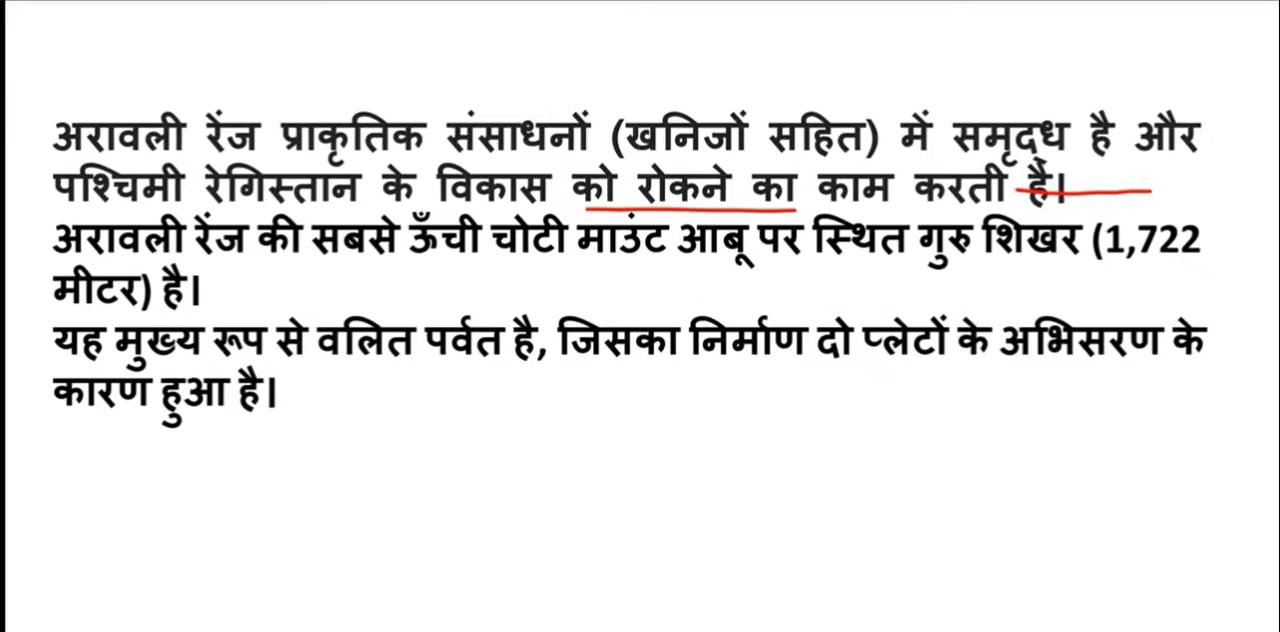 अरावली रेंज प्राकृतिक संसाधनों (खनिजों सहित) में समृद्ध है और
पश्चिमी रेगिस्तान के विकास को रोकने का काम करती है।
अरावली रेंज की सबसे ऊँची चोटी माउंट आबू पर स्थित गुरु शिखर (1,722
मीटर) है।
यह मुख्य रूप से वलित पर्वत है, जिसका निर्माण दो प्लेटों के अभिसरण के
कारण हुआ है।